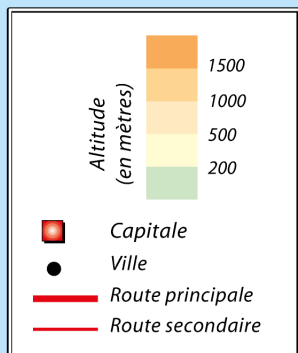 Altitude
(en mètres)
1500
1000
500
200
Capitale
Ville
Route principale
Route secondaire